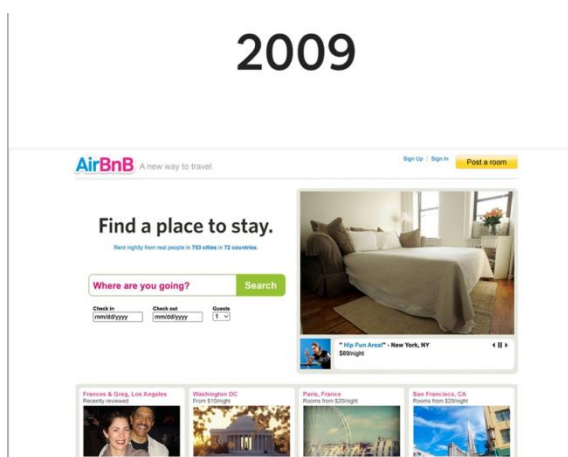 2009
AirBnB A new way to travel.
Sign Up | Sign In
Post a room
Find a place to stay.
Rent nightly from real people in 753 cities in 72 countries.
Where are you going?
Search
Check in Check out Guests
mm/dd/yyyy mm/dd/yyyy 1
" Hip Fun Area!" - New York, NY
$89/night
Frances & Greg, Los Angeles
Recently reviewed
Washington DC
From $10/night
Paris, France
Rooms from $20/night
San Francisco, CA
Rooms from $29/night